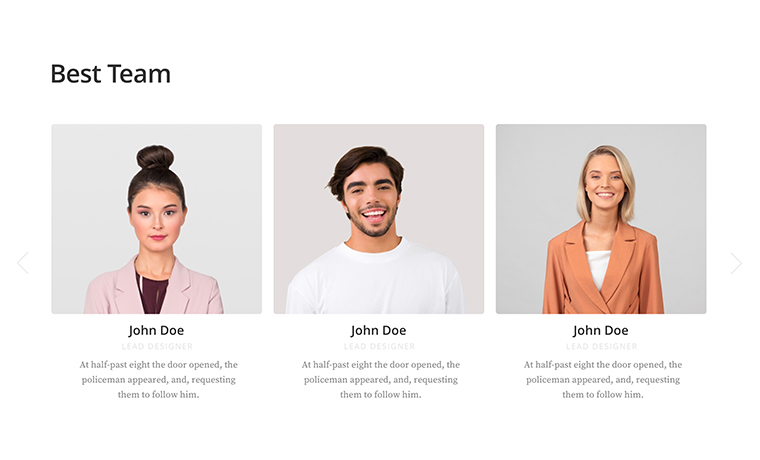 Best Team
John Doe
LEAD DESIGNER
At half-past eight the door opened, the
policeman appeared, and, requesting
them to follow him.
John Doe
LEAD DESIGNER
At half-past eight the door opened, the
policeman appeared, and, requesting
them to follow him.
John Doe
LEAD DESIGNER
At half-past eight the door opened, the
policeman appeared, and, requesting
them to follow him.